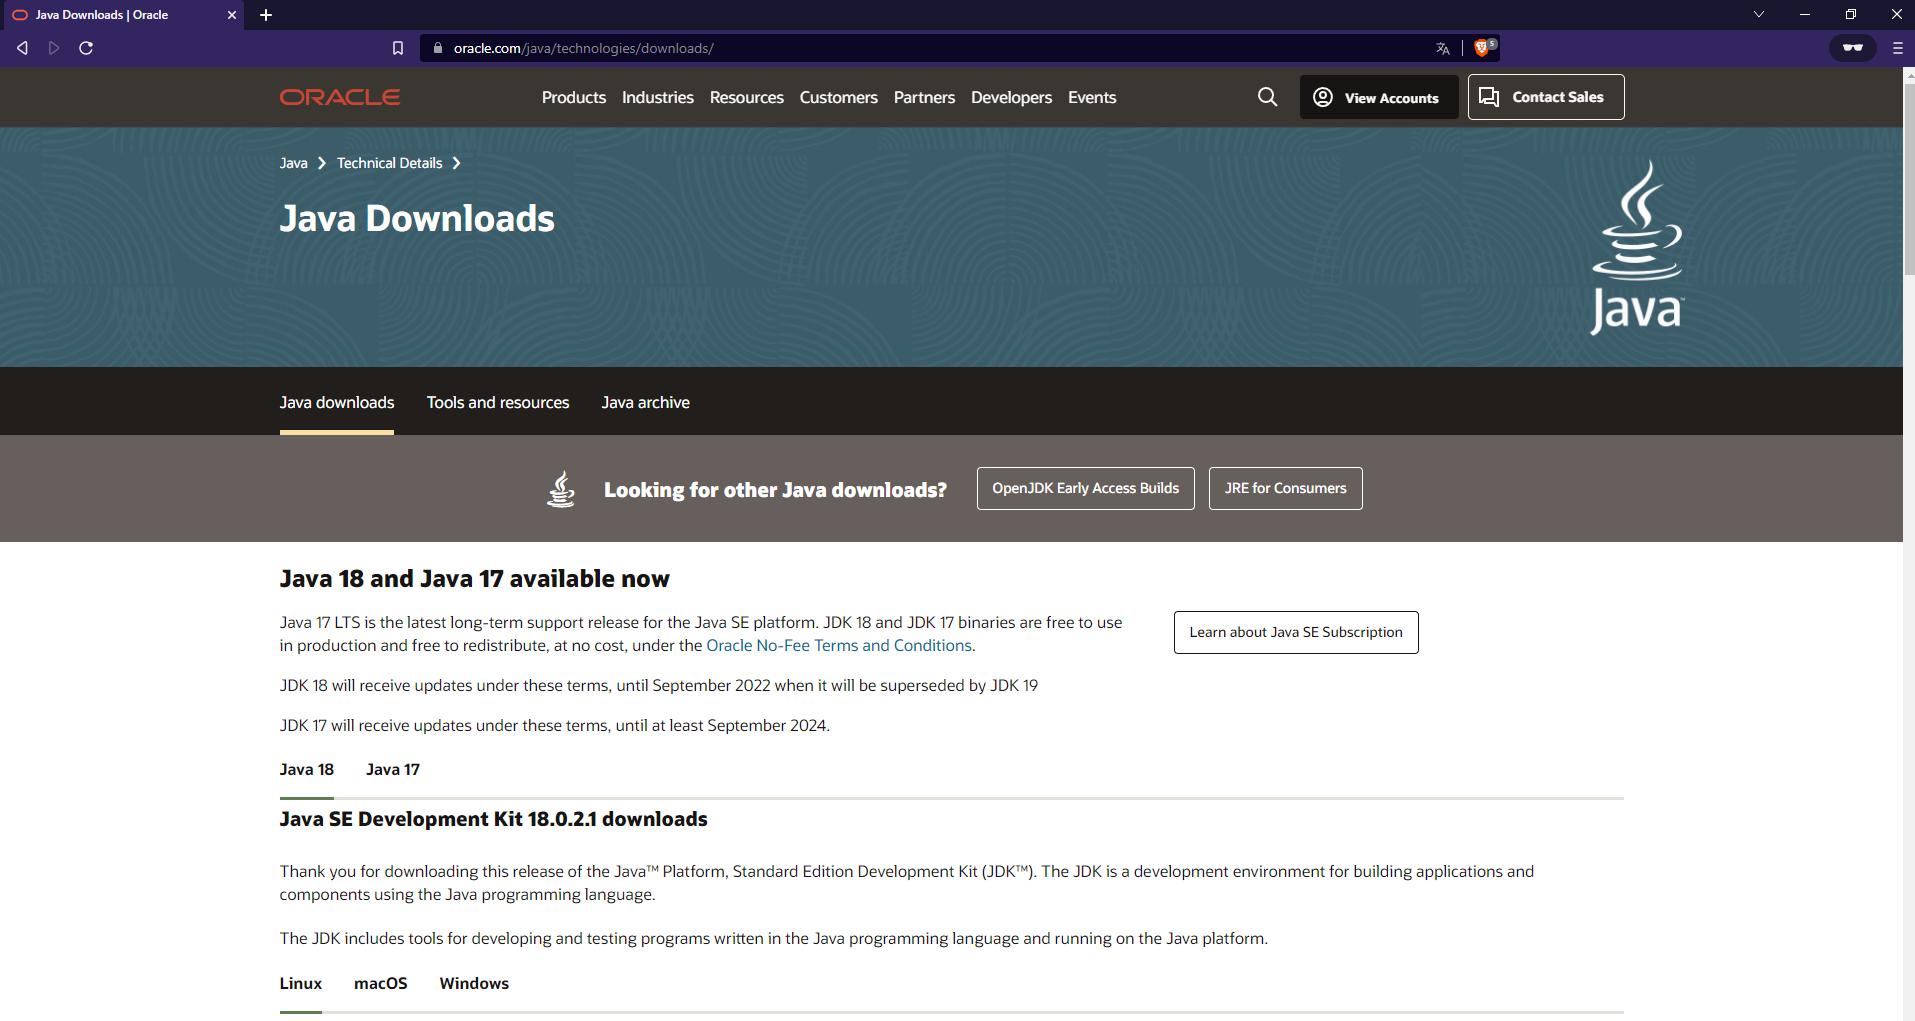 Java Downloads | Oracle
oracle.com/java/technologies/downloads/
5
ORACLE
Products
Industries
Resources
Customers
Partners
Developers
Events
View Accounts
Contact Sales
Java
Technical Details
Java Downloads
Java™
Java downloads
Tools and resources
Java archive
Looking for other Java downloads?
OpenJDK Early Access Builds
JRE for Consumers
Java 18 and Java 17 available now
Java 17 LTS is the latest long-term support release for the Java SE platform. JDK 18 and JDK 17 binaries are free to use
in production and free to redistribute, at no cost, under the Oracle No-Fee Terms and Conditions.
Learn about Java SE Subscription
JDK 18 will receive updates under these terms, until September 2022 when it will be superseded by JDK 19
JDK 17 will receive updates under these terms, until at least September 2024.
Java 18
Java 17
Java SE Development Kit 18.0.2.1 downloads
Thank you for downloading this release of the Java™ Platform, Standard Edition Development Kit (JDK™). The JDK is a development environment for building applications and
components using the Java programming language.
The JDK includes tools for developing and testing programs written in the Java programming language and running on the Java platform.
Linux
macOS
Windows